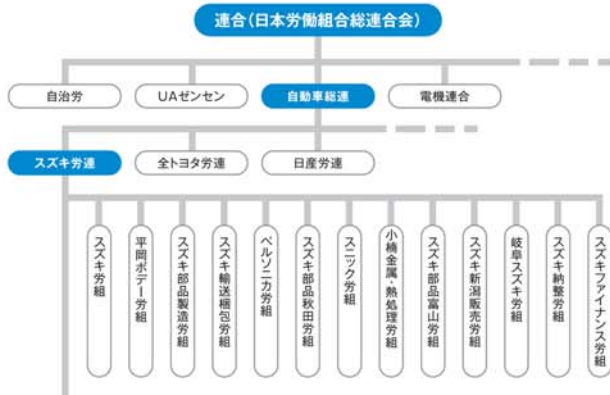 連合(日本労働組合総連合会)
自治労
UAゼンセン
自動車総連
電機連合
スズキ労連
全トヨタ労連
日産労連
スズキ労組
平岡ボデー労組
スズキ部品製造労組
スズキ輸送梱包労組
ベルソニカ労組
スズキ部品秋田労組
スニック労組
小楠金属・熱処理労組
スズキ部品富山労組
スズキ新潟販売労組
岐阜スズキ労組
スズキ納整労組
スズキファイナンス労組